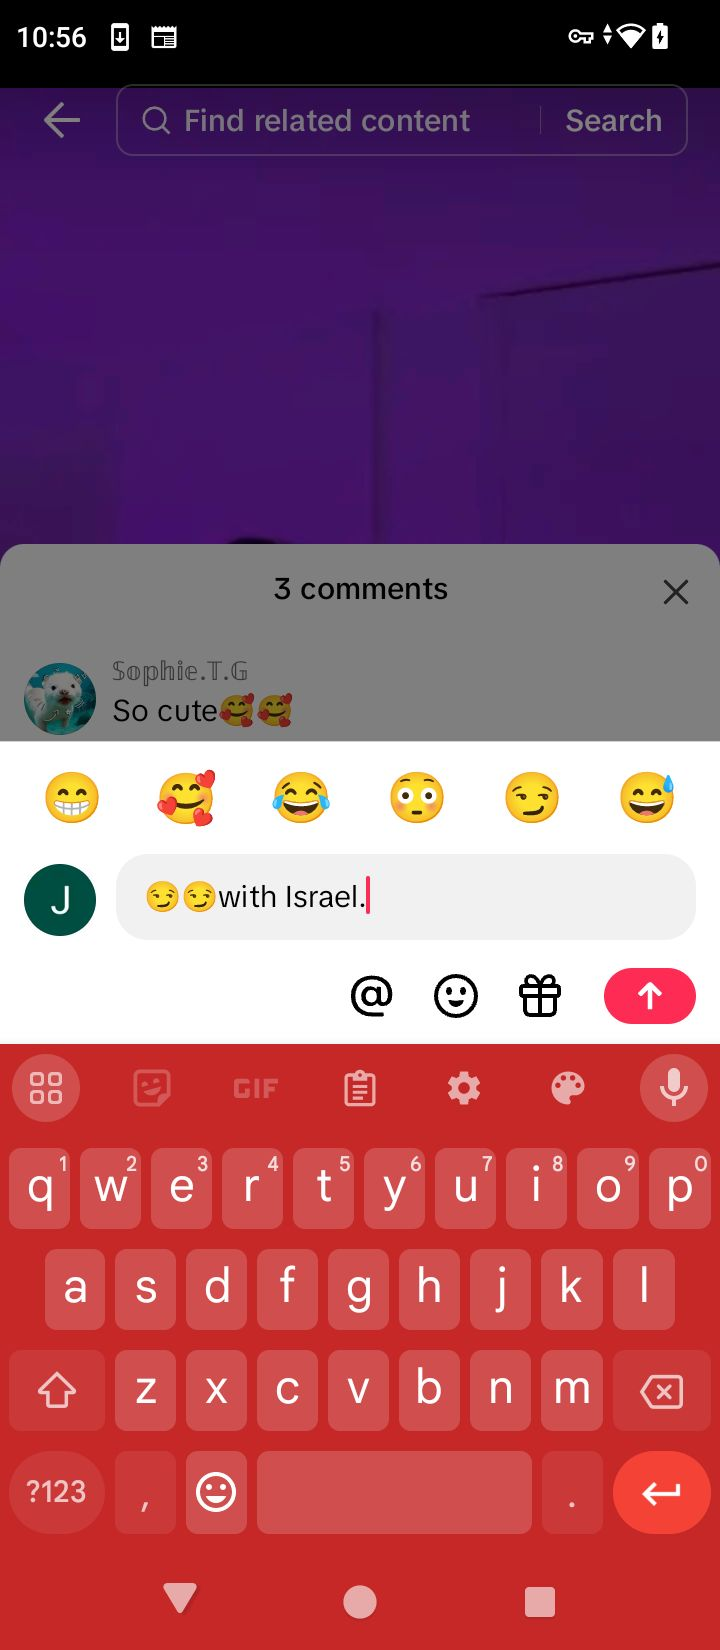 10:56
Find related content Search
3 comments
𝕊𝕠𝕡𝕙𝕚𝕖.𝕋.𝔾
So cute🥰🥰
😁 🥰 😂 😳 😏 😅
J 😏😏with Israel.
@
GIF
q1 w2 e3 r4 t5 y6 u7 i8 o9 p0
a s d f g h j k l
z x c v b n m
?123 , .